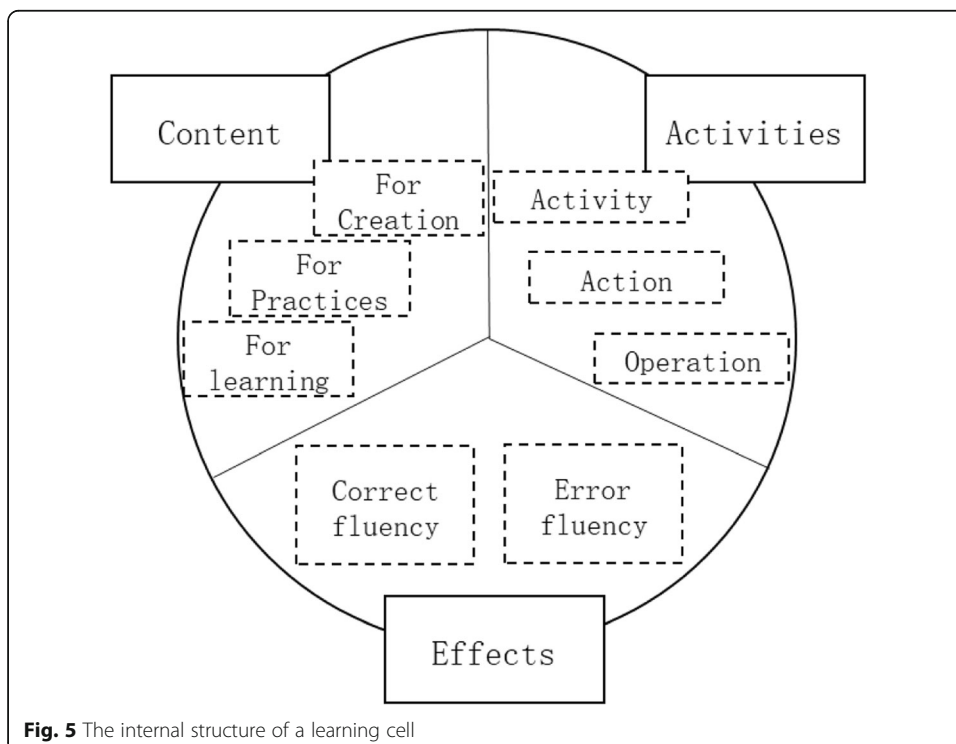 Content
Activities
For
Creation
Activity
For
Practices
Action
For
learning
Operation
Correct
fluency
Error
fluency
Effects
Fig. 5 The internal structure of a learning cell